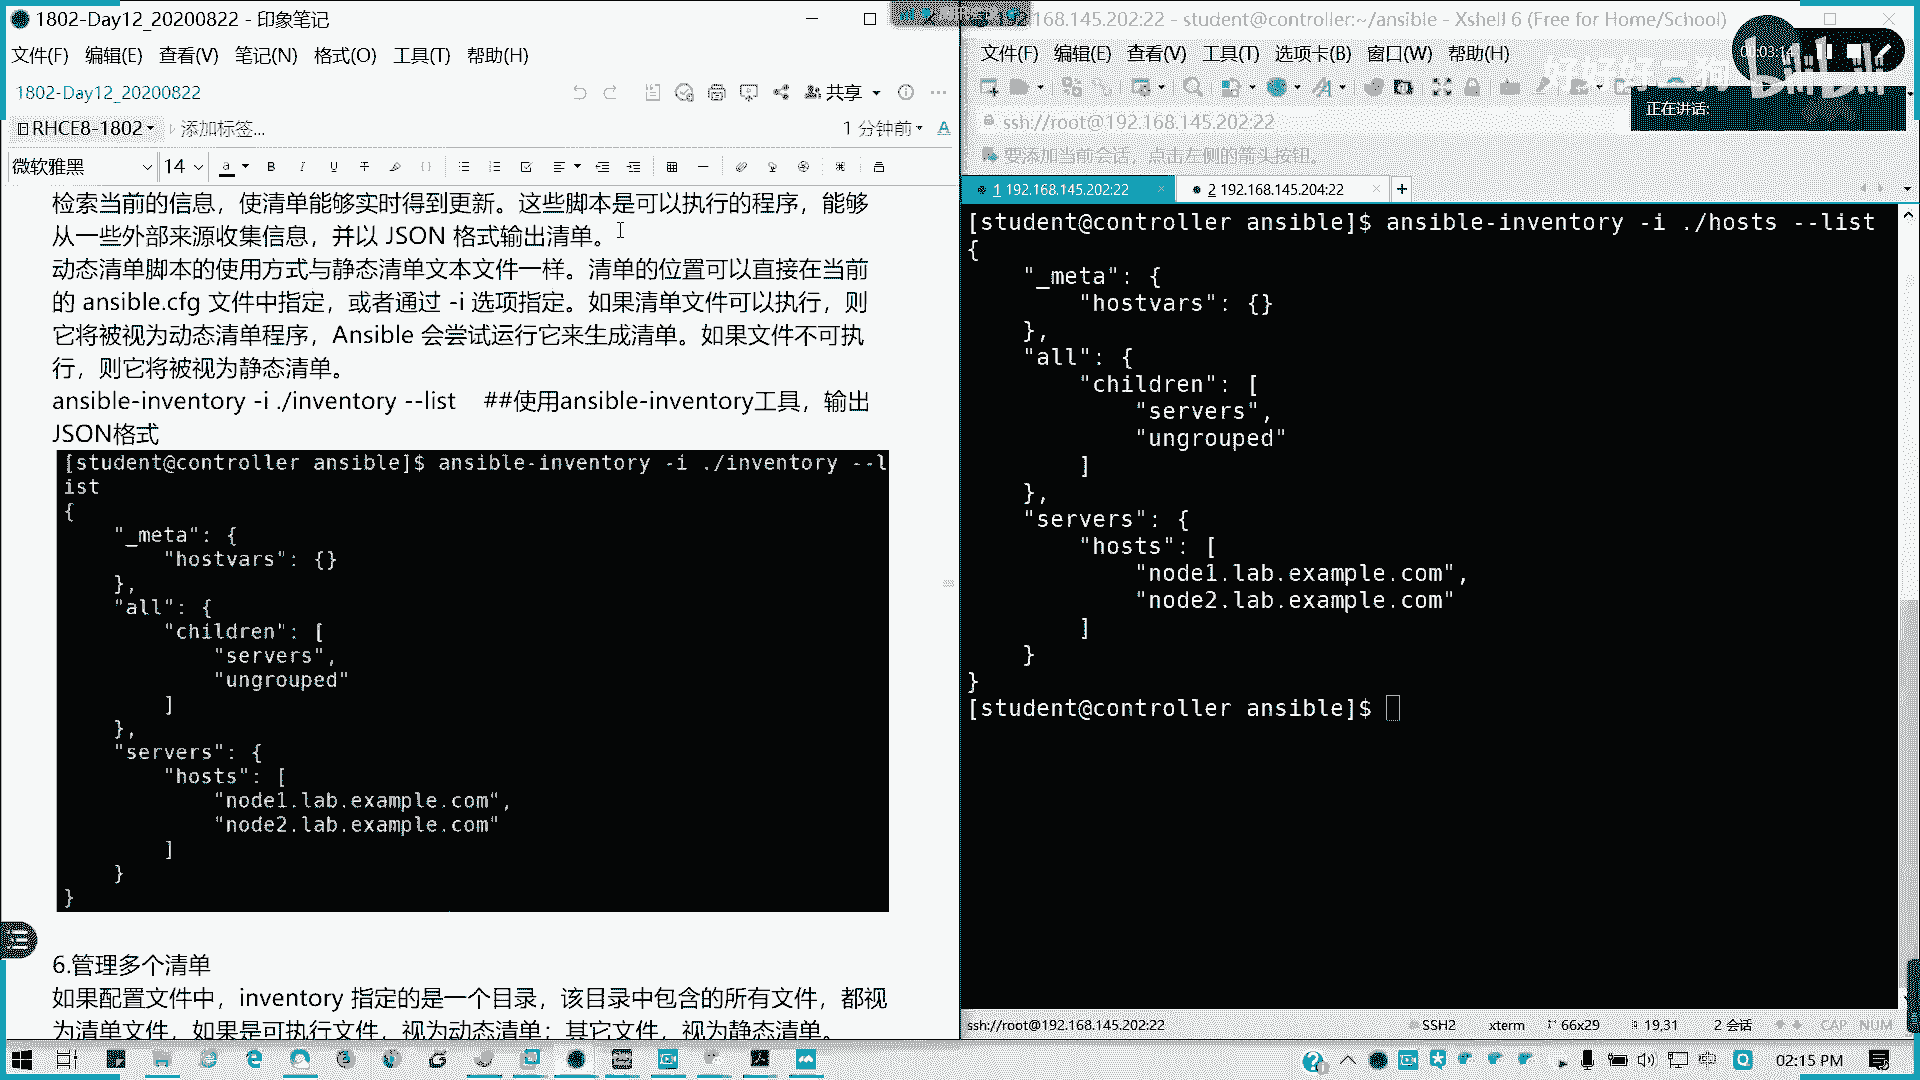 1802-Day12_20200822 - 印象笔记
文件(F) 编辑(E) 查看(V) 笔记(N) 格式(O) 工具(T) 帮助(H)
1802-Day12_20200822
共享
RHCE8-1802 添加标签...
1 分钟前
微软雅黑 14
检索当前的信息，使清单能够实时得到更新。这些脚本是可以执行的程序，能够
从一些外部来源收集信息，并以 JSON 格式输出清单。
动态清单脚本的使用方式与静态清单文本文件一样。清单的位置可以直接在当前
的 ansible.cfg 文件中指定，或者通过 -i 选项指定。如果清单文件可以执行，则
它将被视为动态清单程序，Ansible 会尝试运行它来生成清单。如果文件不可执
行，则它将被视为静态清单。
ansible-inventory -i ./inventory --list ##使用ansible-inventory工具，输出
JSON格式
[student@controller ansible]$ ansible-inventory -i ./inventory --l
ist
{
"_meta": {
"hostvars": {}
},
"all": {
"children": [
"servers",
"ungrouped"
]
},
"servers": {
"hosts": [
"node1.lab.example.com",
"node2.lab.example.com"
]
}
}
6.管理多个清单
如果配置文件中，inventory 指定的是一个目录，该目录中包含的所有文件，都视
为清单文件，如果是可执行文件，视为动态清单；其它文件，视为静态清单。
168.145.202:22 - student@controller:~/ansible - Xshell 6 (Free for Home/School)
文件(F) 编辑(E) 查看(V) 工具(T) 选项卡(B) 窗口(W) 帮助(H)
好好好二狗
bilibili
正在讲话:
ssh://root@192.168.145.202:22
要添加当前会话，点击左侧的箭头按钮。
1 192.168.145.202:22
2 192.168.145.204:22
[student@controller ansible]$ ansible-inventory -i ./hosts --list
{
"_meta": {
"hostvars": {}
},
"all": {
"children": [
"servers",
"ungrouped"
]
},
"servers": {
"hosts": [
"node1.lab.example.com",
"node2.lab.example.com"
]
}
}
[student@controller ansible]$
ssh://root@192.168.145.202:22 SSH2 xterm 66x29 19,31 2 会话 CAP NUM
02:15 PM